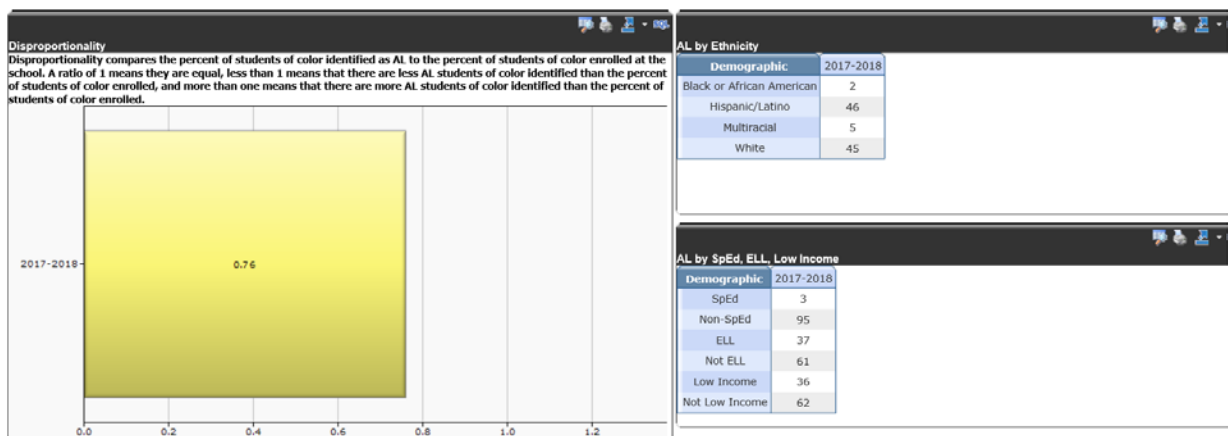 Disproportionality
Disproportionality compares the percent of students of color identified as AL to the percent of students of color enrolled at the
school. A ratio of 1 means they are equal, less than 1 means that there are less AL students of color identified than the percent
of students of color enrolled, and more than one means that there are more AL students of color identified than the percent of
students of color enrolled.
2017-2018
0.76
0.0 0.2 0.4 0.6 0.8 1.0 1.2
AL by Ethnicity
Demographic 2017-2018
Black or African American 2
Hispanic/Latino 46
Multiracial 5
White 45
AL by SpEd, ELL, Low Income
Demographic 2017-2018
SpEd 3
Non-SpEd 95
ELL 37
Not ELL 61
Low Income 36
Not Low Income 62